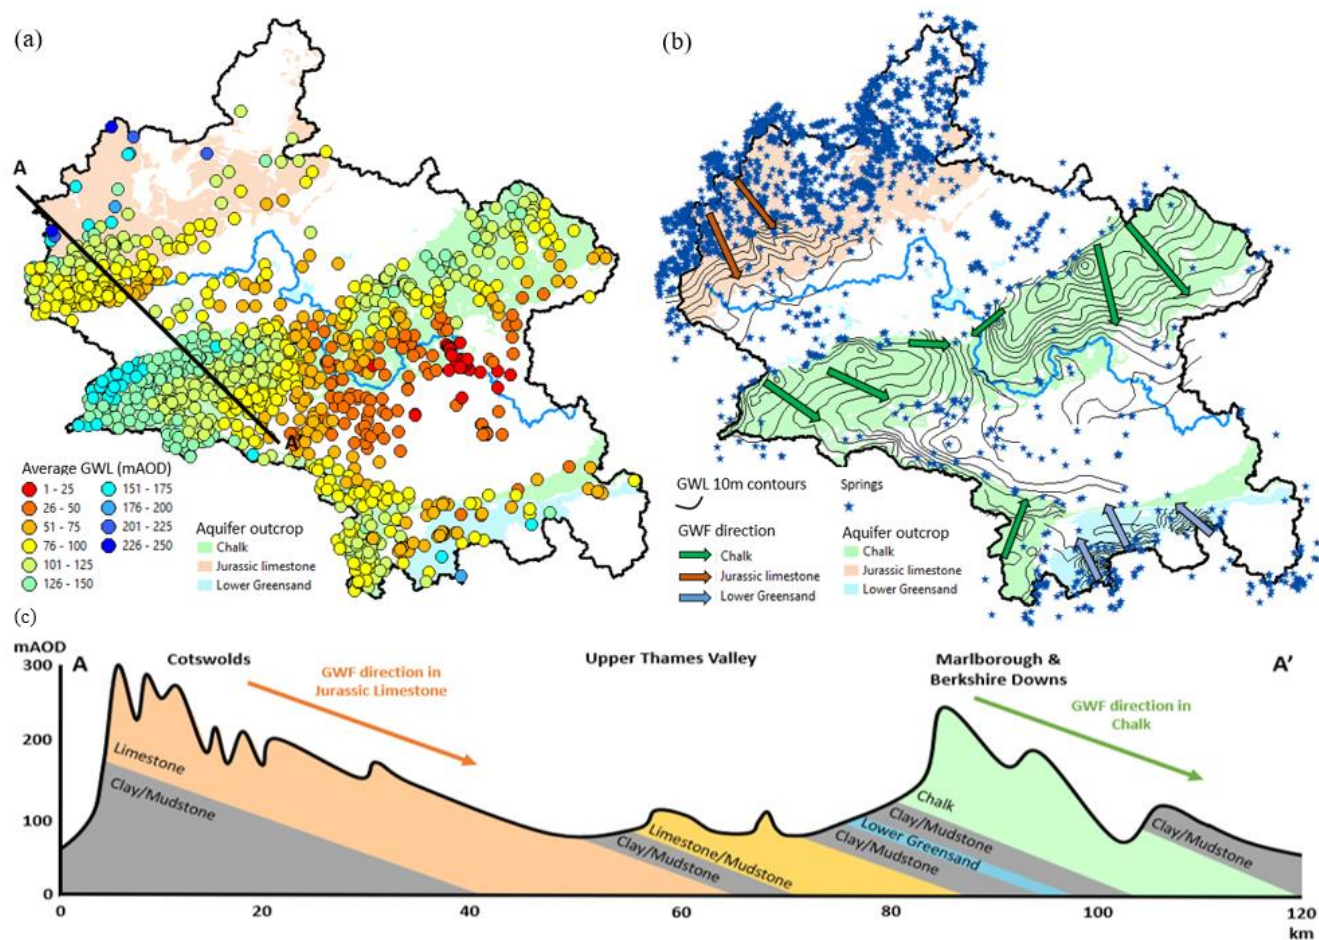 (a)
A
A'
Average GWL (mAOD)
1 - 25
26 - 50
51 - 75
76 - 100
101 - 125
126 - 150
151 - 175
176 - 200
201 - 225
226 - 250
Aquifer outcrop
Chalk
Jurassic limestone
Lower Greensand
(b)
GWL 10m contours
GWF direction
Chalk
Jurassic limestone
Lower Greensand
Springs
Aquifer outcrop
Chalk
Jurassic limestone
Lower Greensand
(c)
mAOD
300
200
100
0
A
Cotswolds
GWF direction in
Jurassic Limestone
Upper Thames Valley
Marlborough &
Berkshire Downs
GWF direction in
Chalk
A'
Limestone
Clay/Mudstone
Limestone/Mudstone
Clay/Mudstone
Chalk
Clay/Mudstone
Lower Greensand
Clay/Mudstone
Clay/Mudstone
0
20
40
60
80
100
120
km